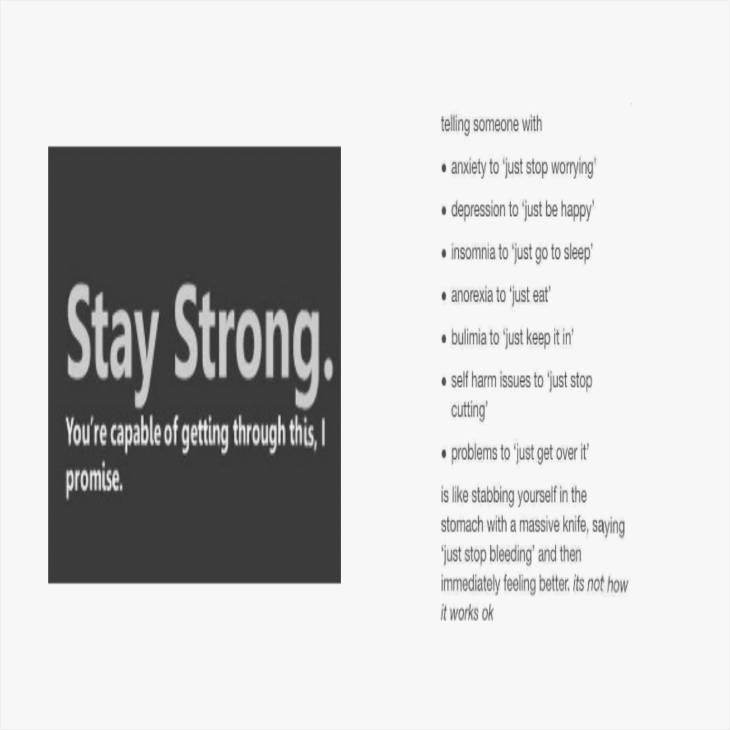 Stay Strong.
You're capable of getting through this, I
promise.
telling someone with
• anxiety to ‘just stop worrying’
• depression to ‘just be happy’
• insomnia to ‘just go to sleep’
• anorexia to ‘just eat’
• bulimia to ‘just keep it in’
• self harm issues to ‘just stop
cutting’
• problems to ‘just get over it’
is like stabbing yourself in the
stomach with a massive knife, saying
‘just stop bleeding’ and then
immediately feeling better. its not how
it works ok